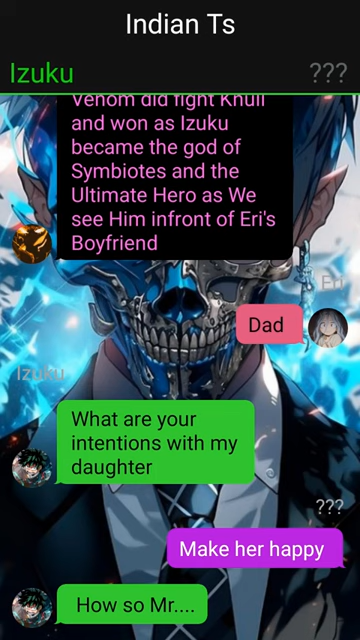 Indian Ts
Izuku
???
Venom did fight Khull
and won as Izuku
became the god of
Symbiotes and the
Ultimate Hero as We
see Him infront of Eri's
Boyfriend
Eri
Dad
Izuku
What are your
intentions with my
daughter
???
Make her happy
How so Mr....